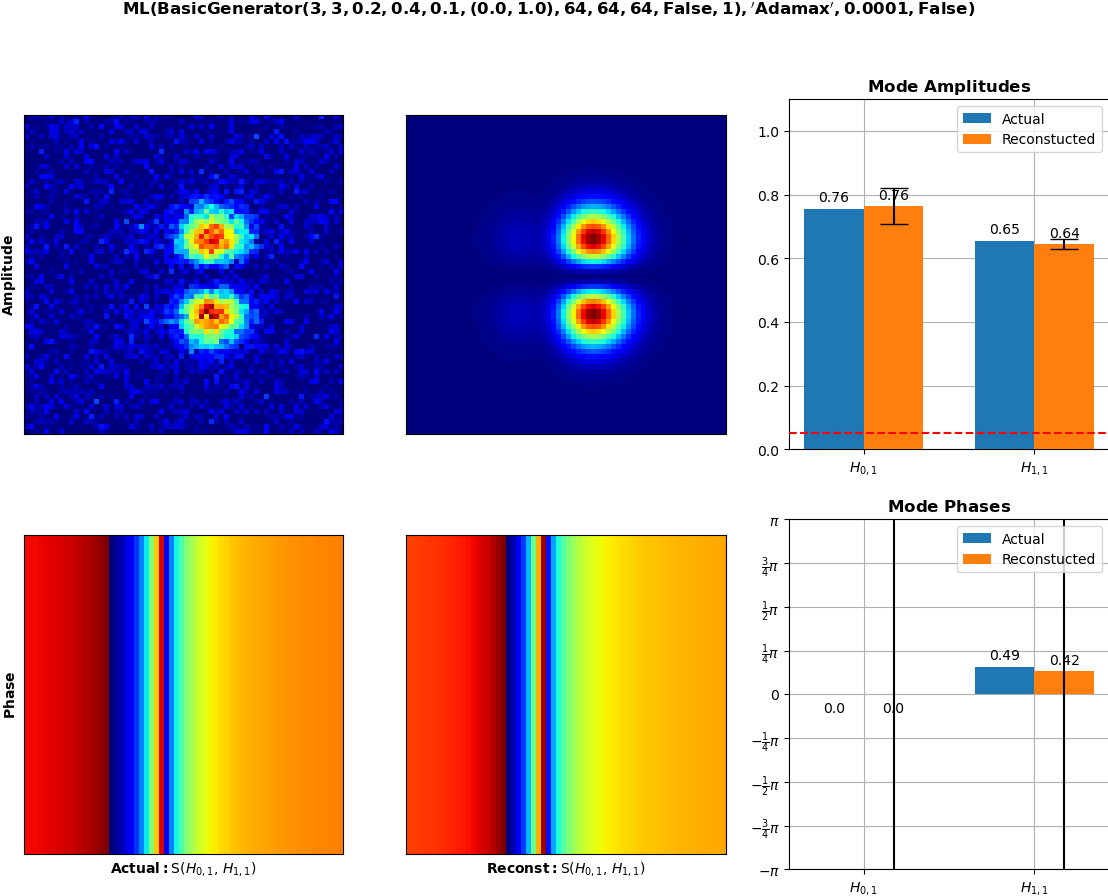 ML(BasicGenerator(3, 3, 0.2, 0.4, 0.1, (0.0, 1.0), 64, 64, 64, False, 1), ′Adamax′, 0.0001, False)
Amplitude
Mode Amplitudes
Actual
Reconstucted
1.0
0.8
0.6
0.4
0.2
0.0
0.76
0.76
0.65
0.64
H0,1
H1,1
Phase
Actual: S(H0,1, H1,1)
Reconst: S(H0,1, H1,1)
Mode Phases
Actual
Reconstucted
π
3/4π
1/2π
1/4π
0
−1/4π
−1/2π
−3/4π
−π
0.0
0.0
0.49
0.42
H0,1
H1,1